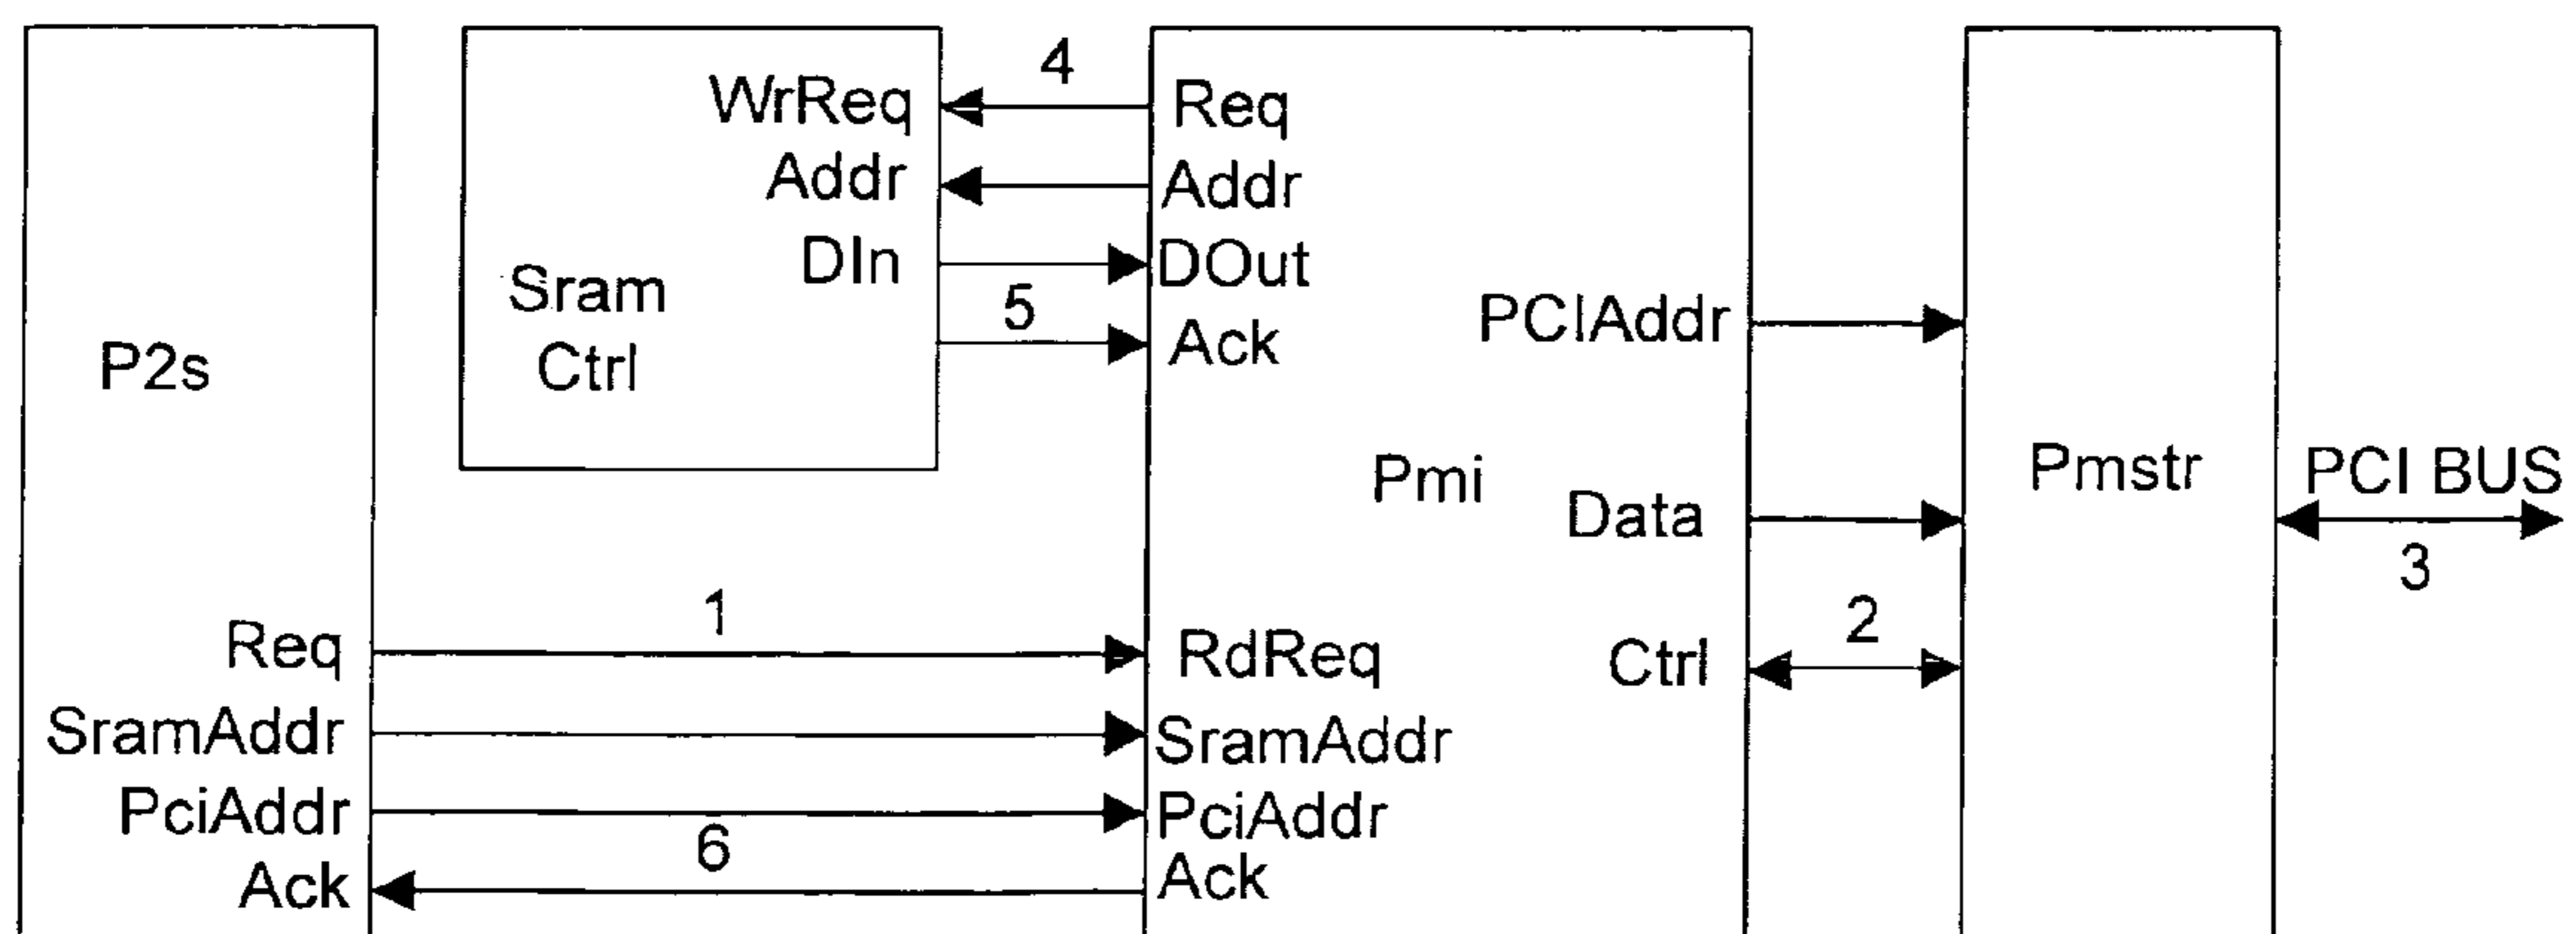 P2s
Req
SramAddr
PciAddr
Ack
WrReq
Addr
DIn
Sram
Ctrl
4
5
1
6
Req
Addr
DOut
Ack
Pmi
RdReq
SramAddr
PciAddr
Ack
PCIAddr
Data
Ctrl
2
Pmstr
PCI BUS
3